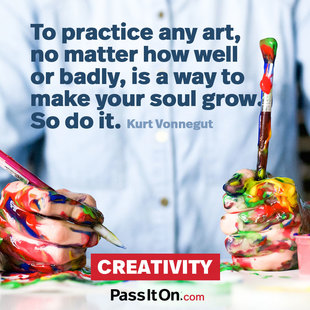 To practice any art,
no matter how well
or badly, is a way to
make your soul grow.
So do it. Kurt Vonnegut
CREATIVITY
PassItOn.com